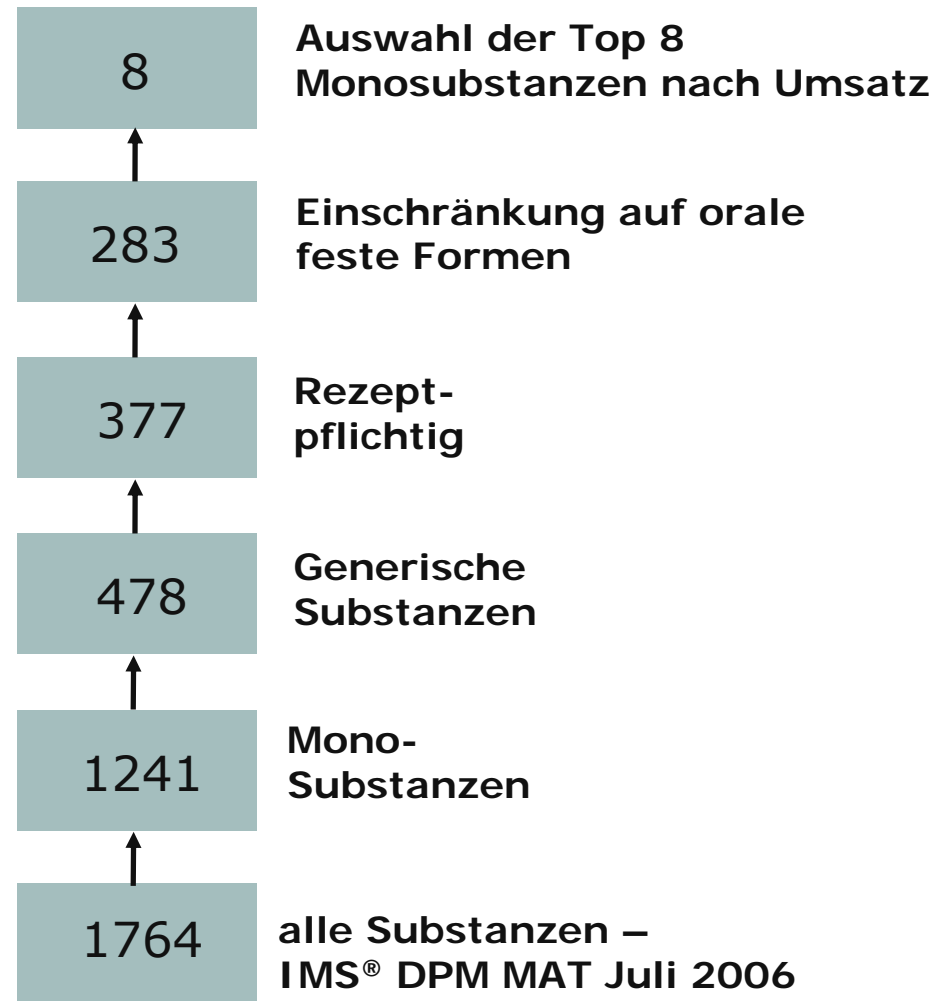 8
Auswahl der Top 8
Monosubstanzen nach Umsatz
283
Einschränkung auf orale
feste Formen
377
Rezept-
pflichtig
478
Generische
Substanzen
1241
Mono-
Substanzen
1764
alle Substanzen –
IMS® DPM MAT Juli 2006